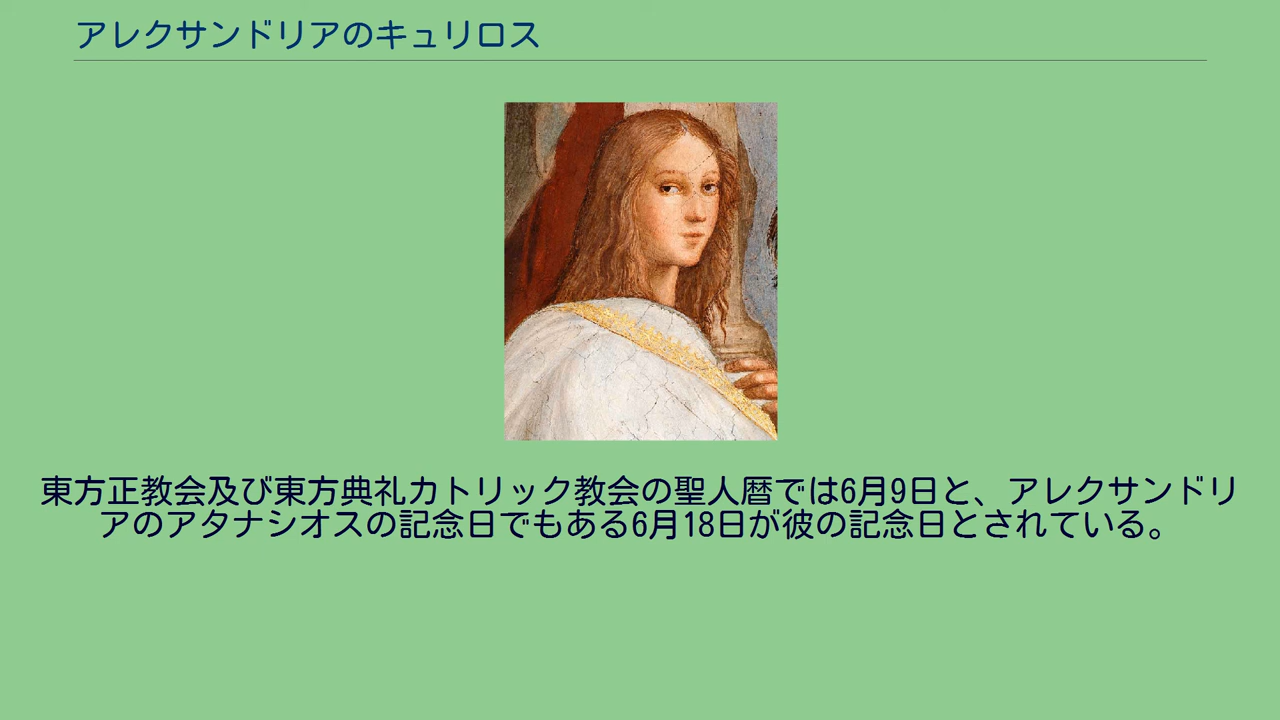 アレクサンドリアのキュリロス
東方正教会及び東方典礼カトリック教会の聖人暦では6月9日と、アレクサンドリ
アのアタナシオスの記念日でもある6月18日が彼の記念日とされている。